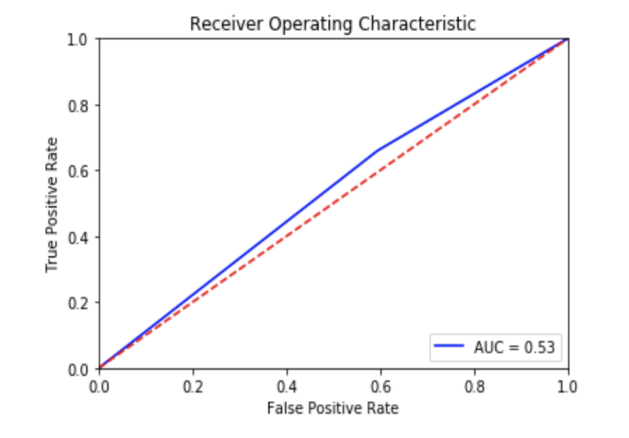 Receiver Operating Characteristic
1.0
0.8
0.6
0.4
0.2
0.0
True Positive Rate
AUC = 0.53
0.0 0.2 0.4 0.6 0.8 1.0
False Positive Rate